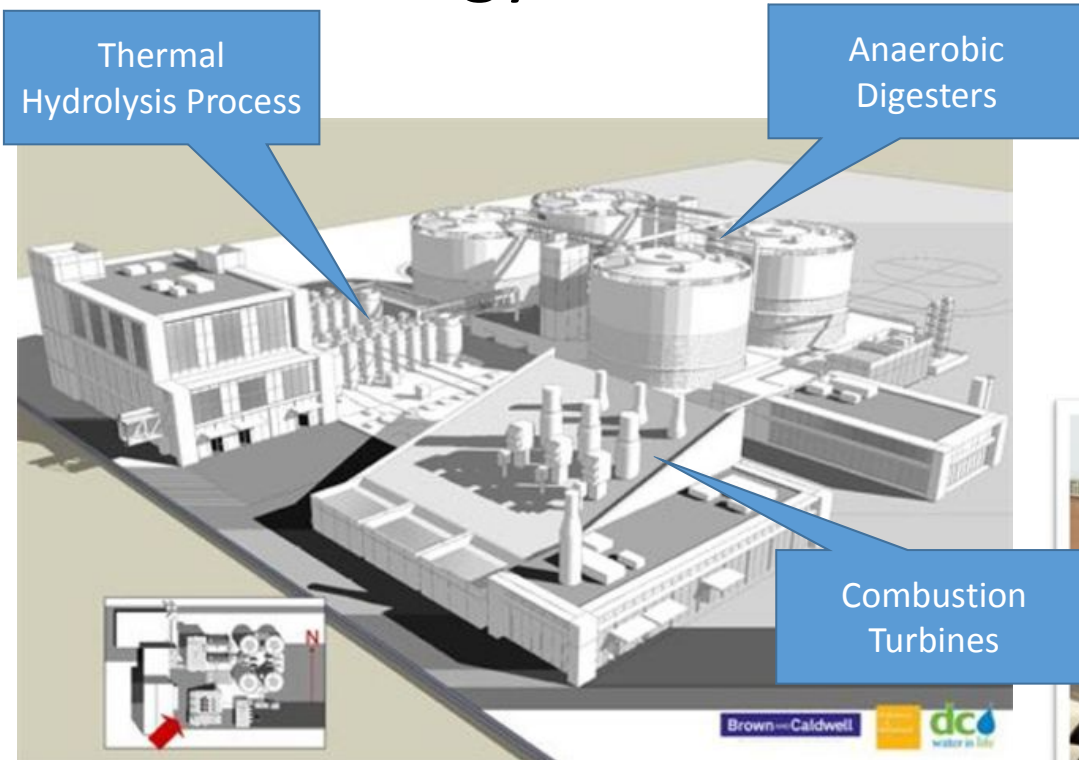 Thermal
Hydrolysis Process
Anaerobic
Digesters
Combustion
Turbines
N
Brown AND Caldwell
dc
water is life